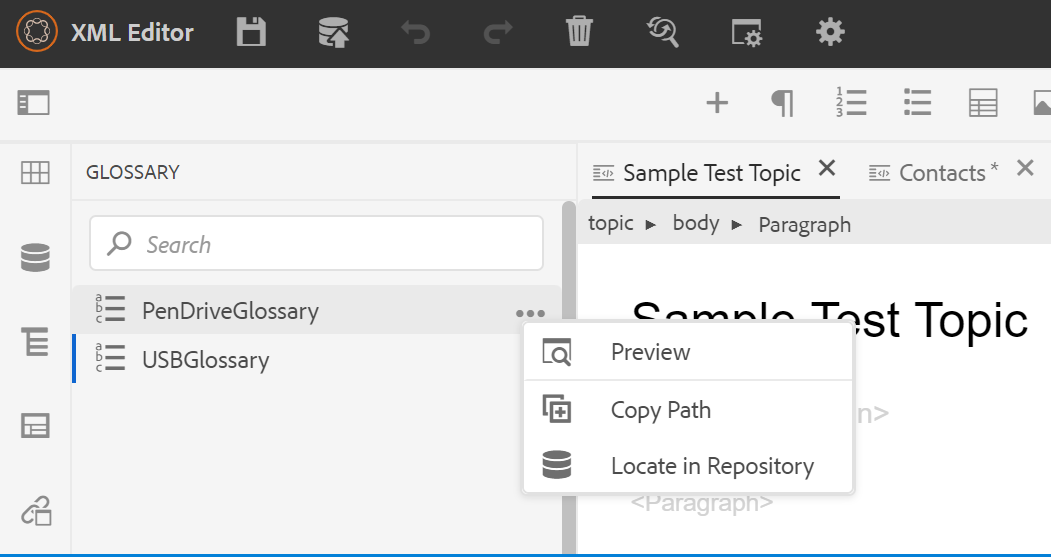 XML Editor
GLOSSARY
Sample Test Topic
Contacts*
topic ▸ body ▸ Paragraph
Search
PenDriveGlossary
USBGlossary
Sample Test Topic
Preview
Copy Path
n>
Locate in Repository
<Paragraph>